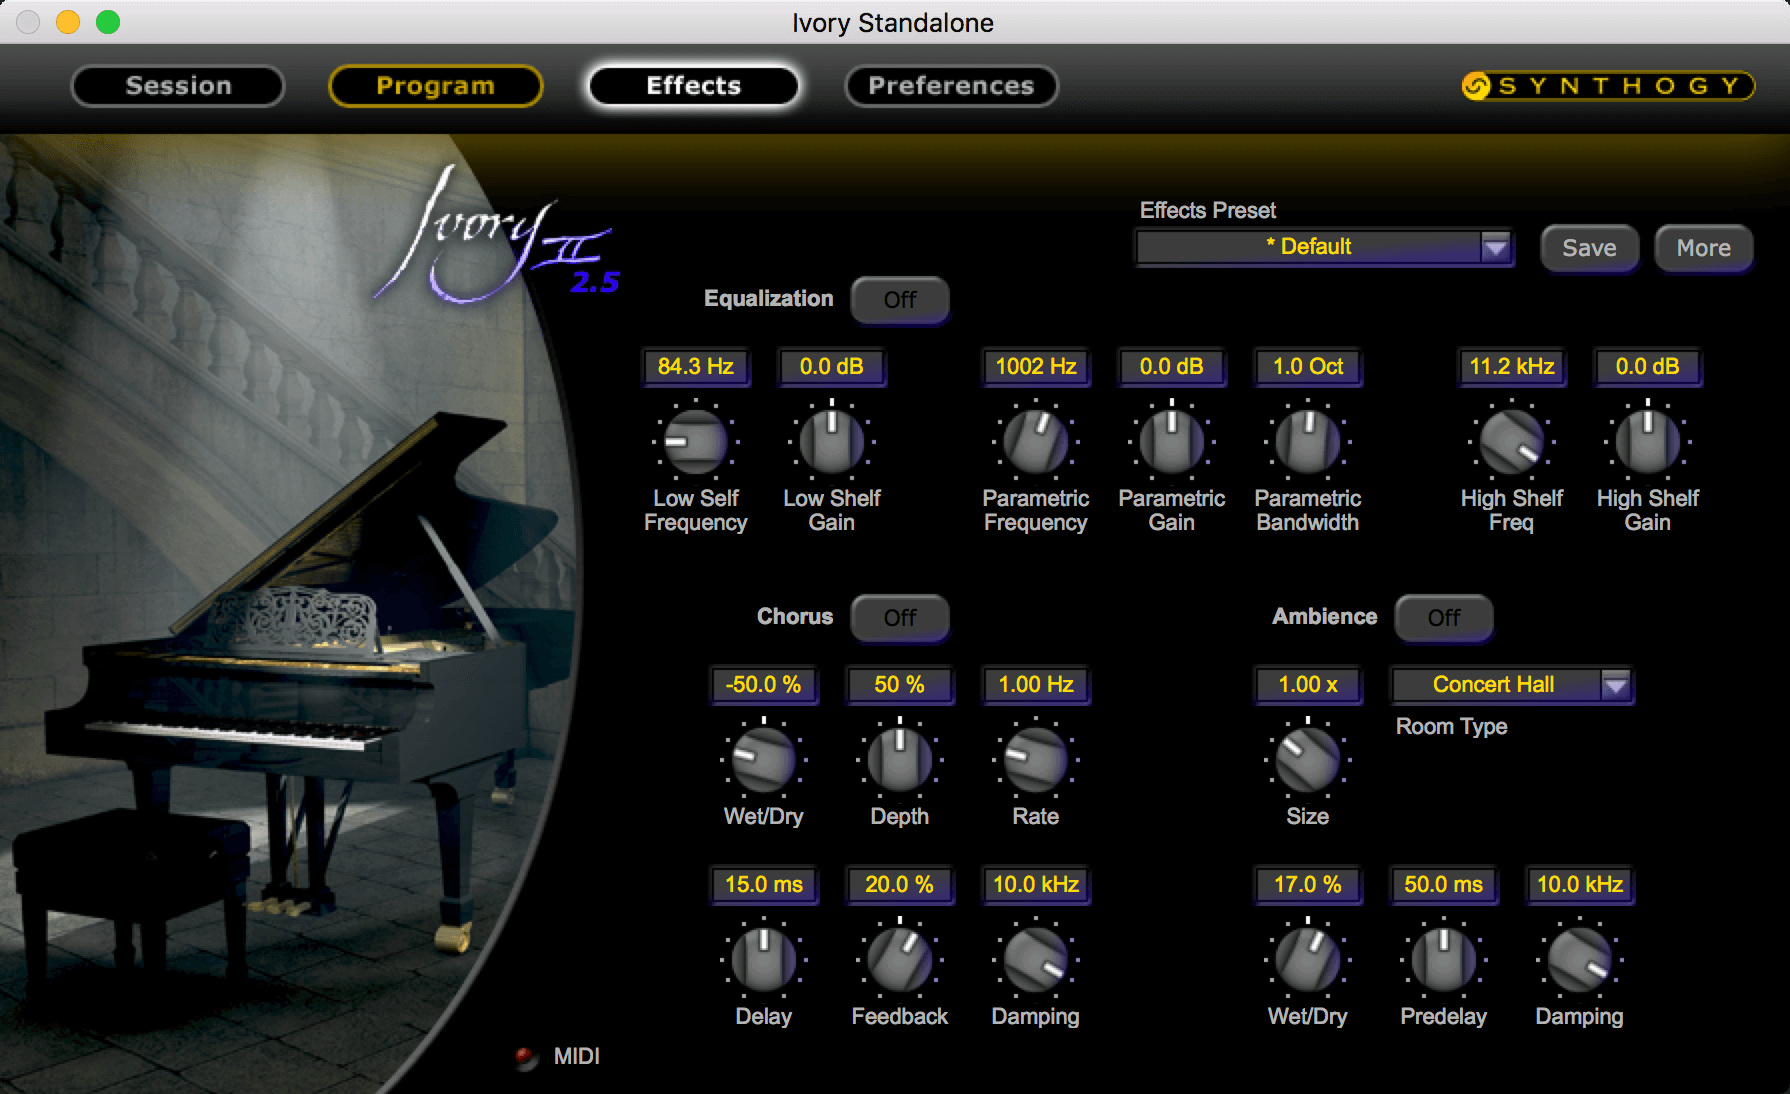 Ivory Standalone
Session
Program
Effects
Preferences
SYNTHOGY
Ivory II
2.5
Effects Preset
* Default
Save
More
Equalization
Off
84.3 Hz
0.0 dB
1002 Hz
0.0 dB
1.0 Oct
11.2 kHz
0.0 dB
Low Self
Frequency
Low Shelf
Gain
Parametric
Frequency
Parametric
Gain
Parametric
Bandwidth
High Shelf
Freq
High Shelf
Gain
Chorus
Off
-50.0 %
50 %
1.00 Hz
Wet/Dry
Depth
Rate
15.0 ms
20.0 %
10.0 kHz
Delay
Feedback
Damping
Ambience
Off
1.00 x
Concert Hall
Room Type
Size
17.0 %
50.0 ms
10.0 kHz
Wet/Dry
Predelay
Damping
MIDI